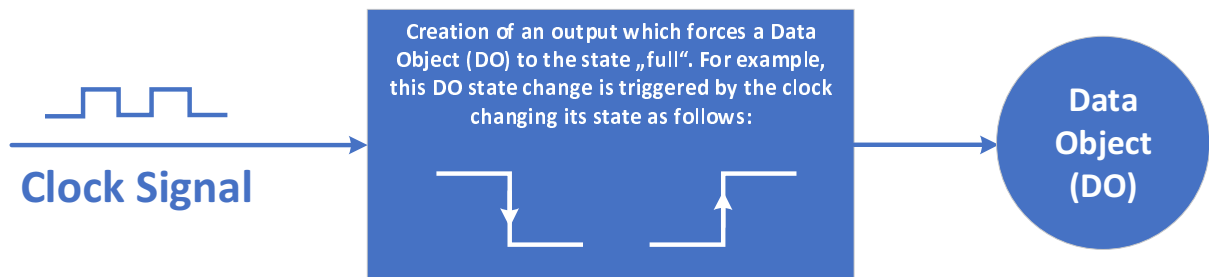 Creation of an output which forces a Data
Object (DO) to the state „full“. For example,
this DO state change is triggered by the clock
changing its state as follows:
Clock Signal
Data
Object
(DO)